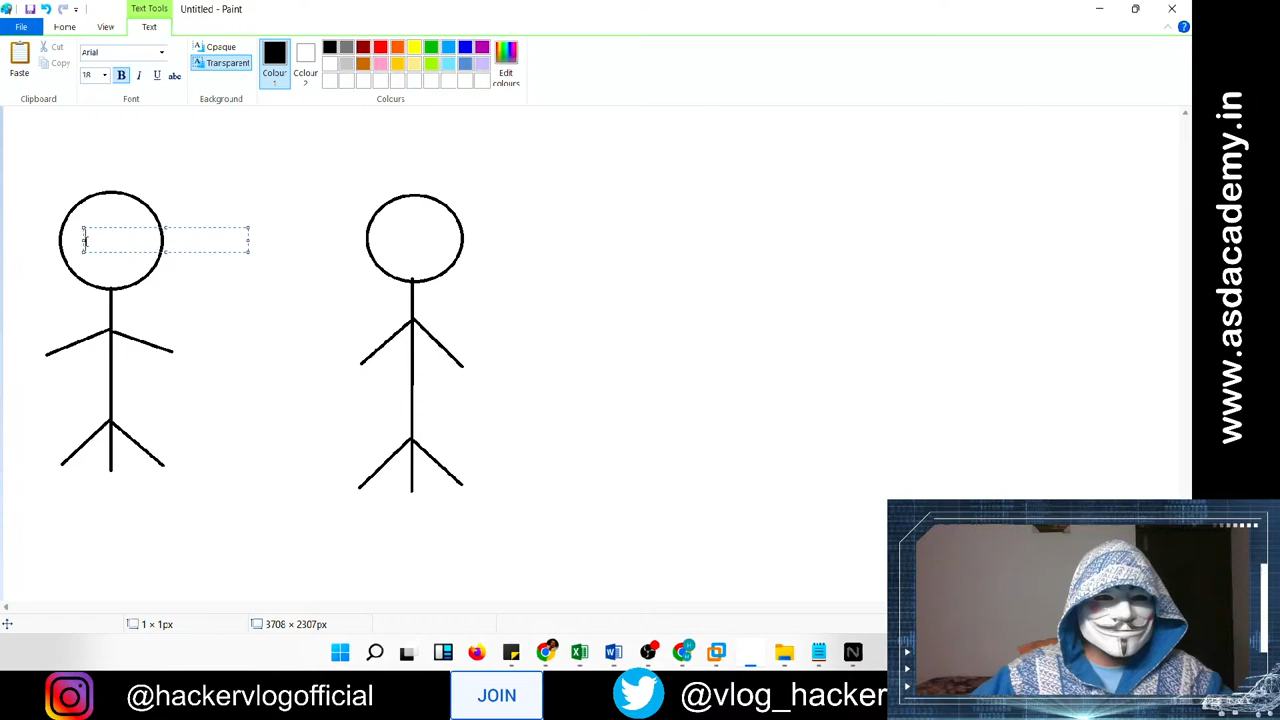 Text Tools
Untitled - Paint
File
Home
View
Text
Paste
Cut
Copy
Clipboard
Arial
18
B
I
U
abc
Font
A Opaque
A Transparent
Background
Colour
1
Colour
2
Edit
colours
Colours
1 × 1px
3708 × 2307px
www.asdacademy.in
@hackervlogofficial
JOIN
@vlog_hacker